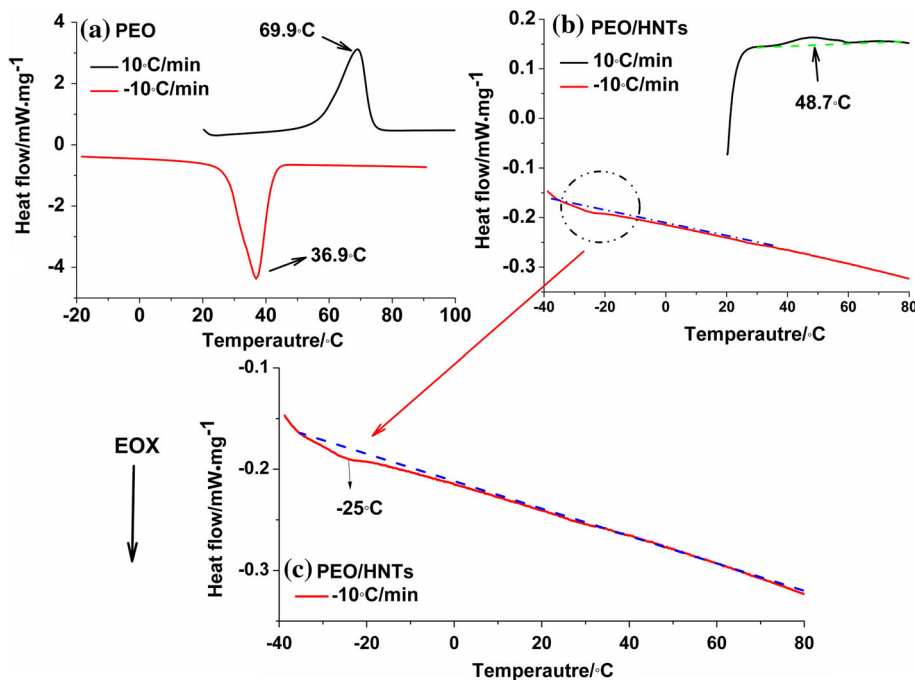 (a) PEO
69.9◦C
10◦C/min
-10◦C/min
36.9◦C
4
2
0
-2
-4
Heat flow/mW.mg-1
-20 0 20 40 60 80 100
Temperautre/◦C
(b) PEO/HNTs
10◦C/min
-10◦C/min
48.7◦C
0.2
0.1
0.0
-0.1
-0.2
-0.3
Heat flow/mW.mg-1
-40 -20 0 20 40 60 80
Temperautre/◦C
EOX
-25◦C
(c) PEO/HNTs
-10◦C/min
-0.1
-0.2
-0.3
Heat flow/mW.mg-1
-40 -20 0 20 40 60 80
Temperautre/◦C